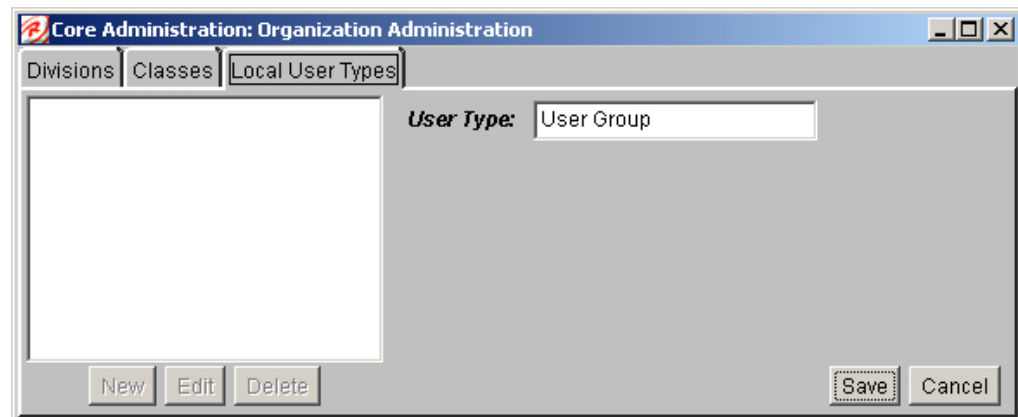 Core Administration: Organization Administration
Divisions Classes Local User Types
User Type: User Group
New Edit Delete Save Cancel